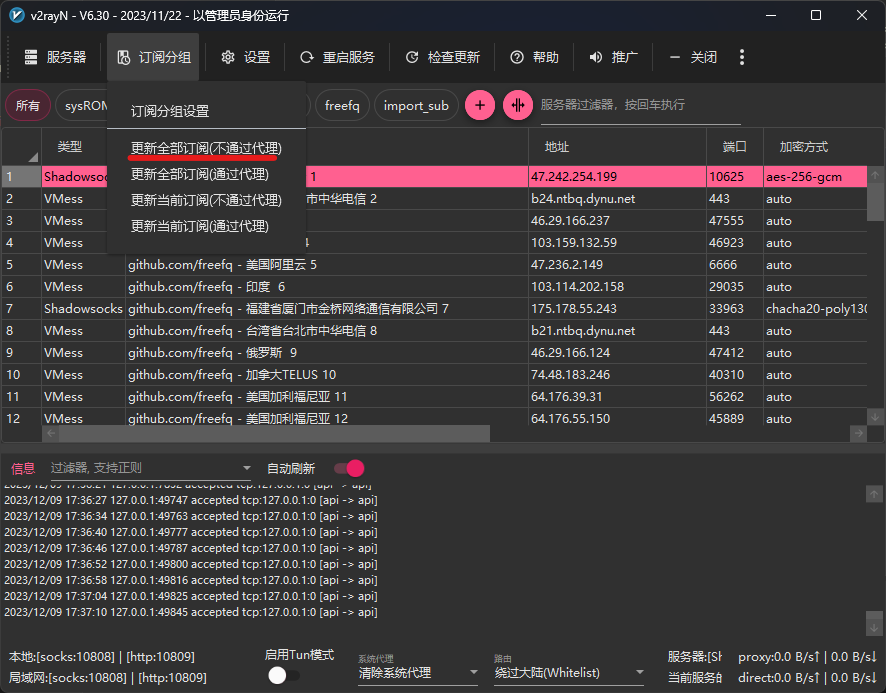 v2rayN - V6.30 - 2023/11/22 - 以管理员身份运行
服务器 订阅分组 设置 重启服务 检查更新 帮助 推广 关闭
所有 sysROM freefq import_sub 服务器过滤器，按回车执行
订阅分组设置
更新全部订阅(不通过代理)
更新全部订阅(通过代理)
更新当前订阅(不通过代理)
更新当前订阅(通过代理)
类型 地址 端口 加密方式
1 Shadowsoc 1 47.242.254.199 10625 aes-256-gcm
2 VMess 市中华电信 2 b24.ntbq.dynu.net 443 auto
3 VMess 46.29.166.237 47555 auto
4 VMess 4 103.159.132.59 46923 auto
5 VMess github.com/freefq - 美国阿里云 5 47.236.2.149 6666 auto
6 VMess github.com/freefq - 印度 6 103.114.202.158 29035 auto
7 Shadowsocks github.com/freefq - 福建省厦门市金桥网络通信有限公司 7 175.178.55.243 33963 chacha20-poly130
8 VMess github.com/freefq - 台湾省台北市中华电信 8 b21.ntbq.dynu.net 443 auto
9 VMess github.com/freefq - 俄罗斯 9 46.29.166.124 47412 auto
10 VMess github.com/freefq - 加拿大TELUS 10 74.48.183.246 40310 auto
11 VMess github.com/freefq - 美国加利福尼亚 11 64.176.39.31 56262 auto
12 VMess github.com/freefq - 美国加利福尼亚 12 64.176.55.150 45889 auto
信息 过滤器, 支持正则 自动刷新
2023/12/09 17:36:27 127.0.0.1:49747 accepted tcp:127.0.0.1:0 [api -> api]
2023/12/09 17:36:34 127.0.0.1:49763 accepted tcp:127.0.0.1:0 [api -> api]
2023/12/09 17:36:40 127.0.0.1:49777 accepted tcp:127.0.0.1:0 [api -> api]
2023/12/09 17:36:46 127.0.0.1:49787 accepted tcp:127.0.0.1:0 [api -> api]
2023/12/09 17:36:52 127.0.0.1:49800 accepted tcp:127.0.0.1:0 [api -> api]
2023/12/09 17:36:58 127.0.0.1:49816 accepted tcp:127.0.0.1:0 [api -> api]
2023/12/09 17:37:04 127.0.0.1:49825 accepted tcp:127.0.0.1:0 [api -> api]
2023/12/09 17:37:10 127.0.0.1:49845 accepted tcp:127.0.0.1:0 [api -> api]
本地:[socks:10808] | [http:10809]
局域网:[socks:10808] | [http:10809]
启用Tun模式
系统代理
清除系统代理
路由
绕过大陆(Whitelist)
服务器:[Sh
当前服务的
proxy:0.0 B/s↑ | 0.0 B/s↓
direct:0.0 B/s↑ | 0.0 B/s↓